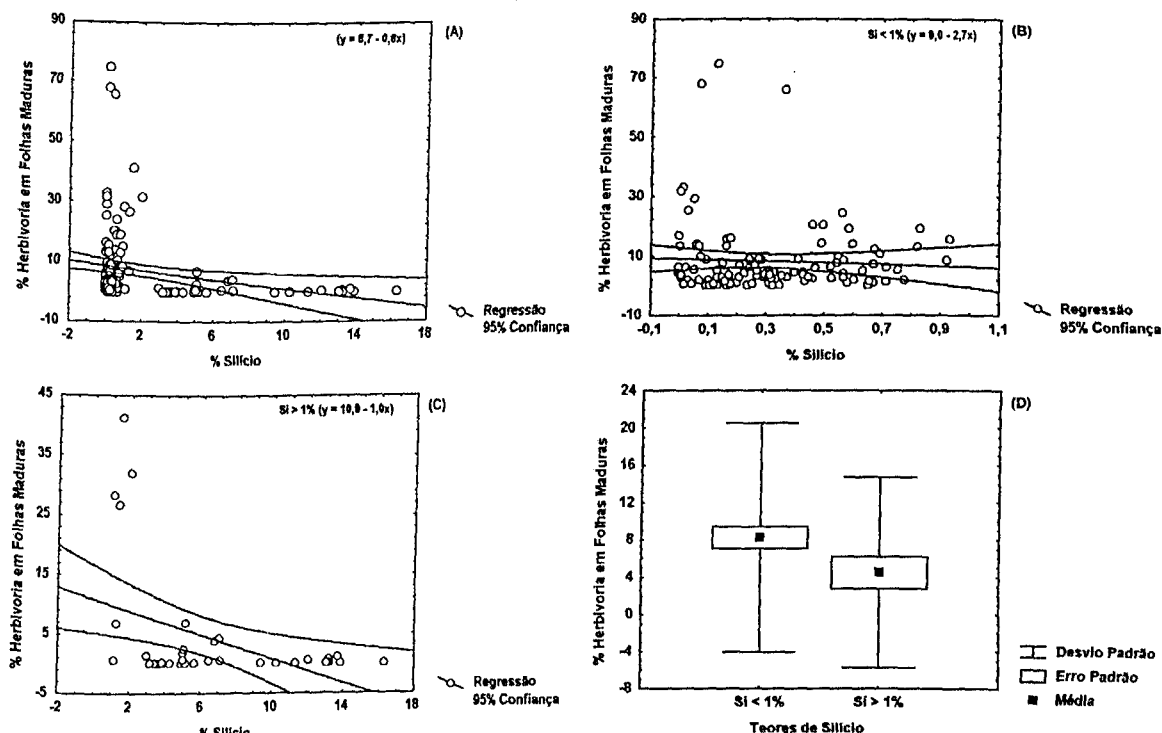 (y = 8,7 - 0,6x)
(A)
% Herbivoria em Folhas Maduras
90
70
50
30
10
-10
-2
2
6
10
14
18
% Silício
Regressão
95% Confiança
Si < 1% (y = 9,0 - 2,7x)
(B)
% Herbivoria em Folhas Maduras
90
70
50
30
10
-10
-0,1
0,1
0,3
0,5
0,7
0,9
1,1
% Silício
Regressão
95% Confiança
Si > 1% (y = 10,9 - 1,0x)
(C)
% Herbivoria em Folhas Maduras
45
35
25
15
5
-5
-2
2
6
10
14
18
% Silício
Regressão
95% Confiança
(D)
% Herbivoria em Folhas Maduras
24
20
16
12
8
4
0
-4
-8
Si < 1%
Si > 1%
Teores de Silício
Desvio Padrão
Erro Padrão
Média